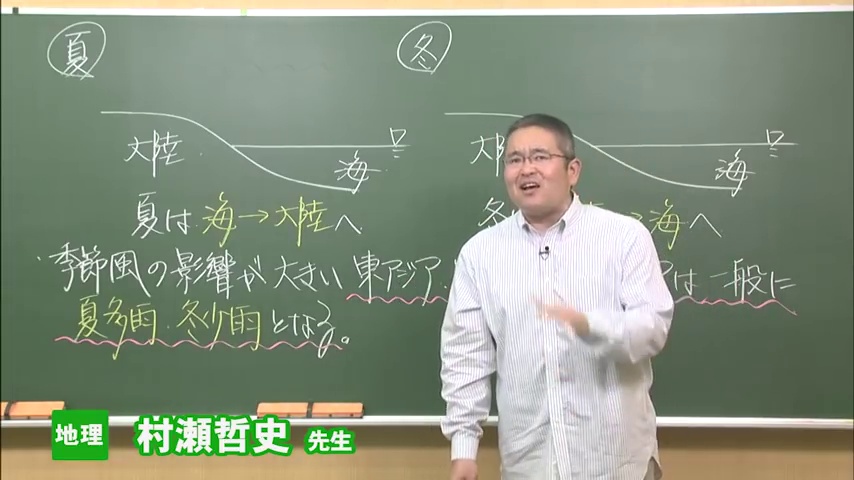 夏
冬
大陸
海
大陸
海
夏は 海→大陸へ
冬 →海へ
季節風の影響が大きい 東アジア アは一般に
夏多雨、冬少雨となる。
地理 村瀬哲史 先生